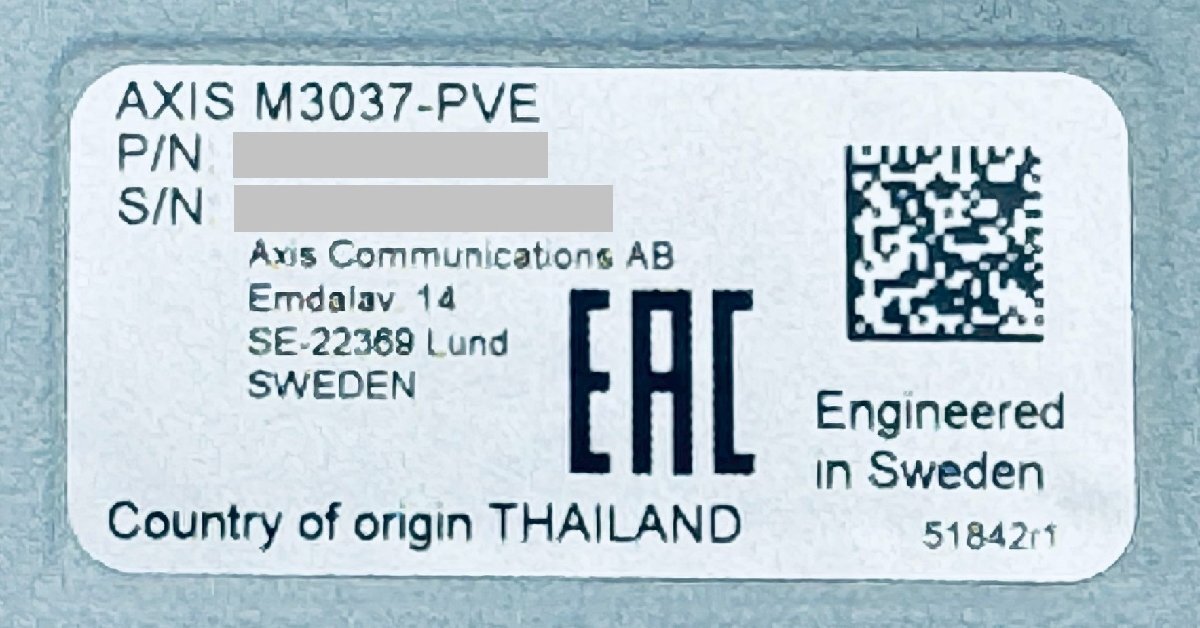 AXIS M3037-PVE
P/N
S/N
Axis Communications AB
Emdalav 14
SE-22369 Lund
SWEDEN
EAC
Engineered
in Sweden
Country of origin THAILAND
51842r1